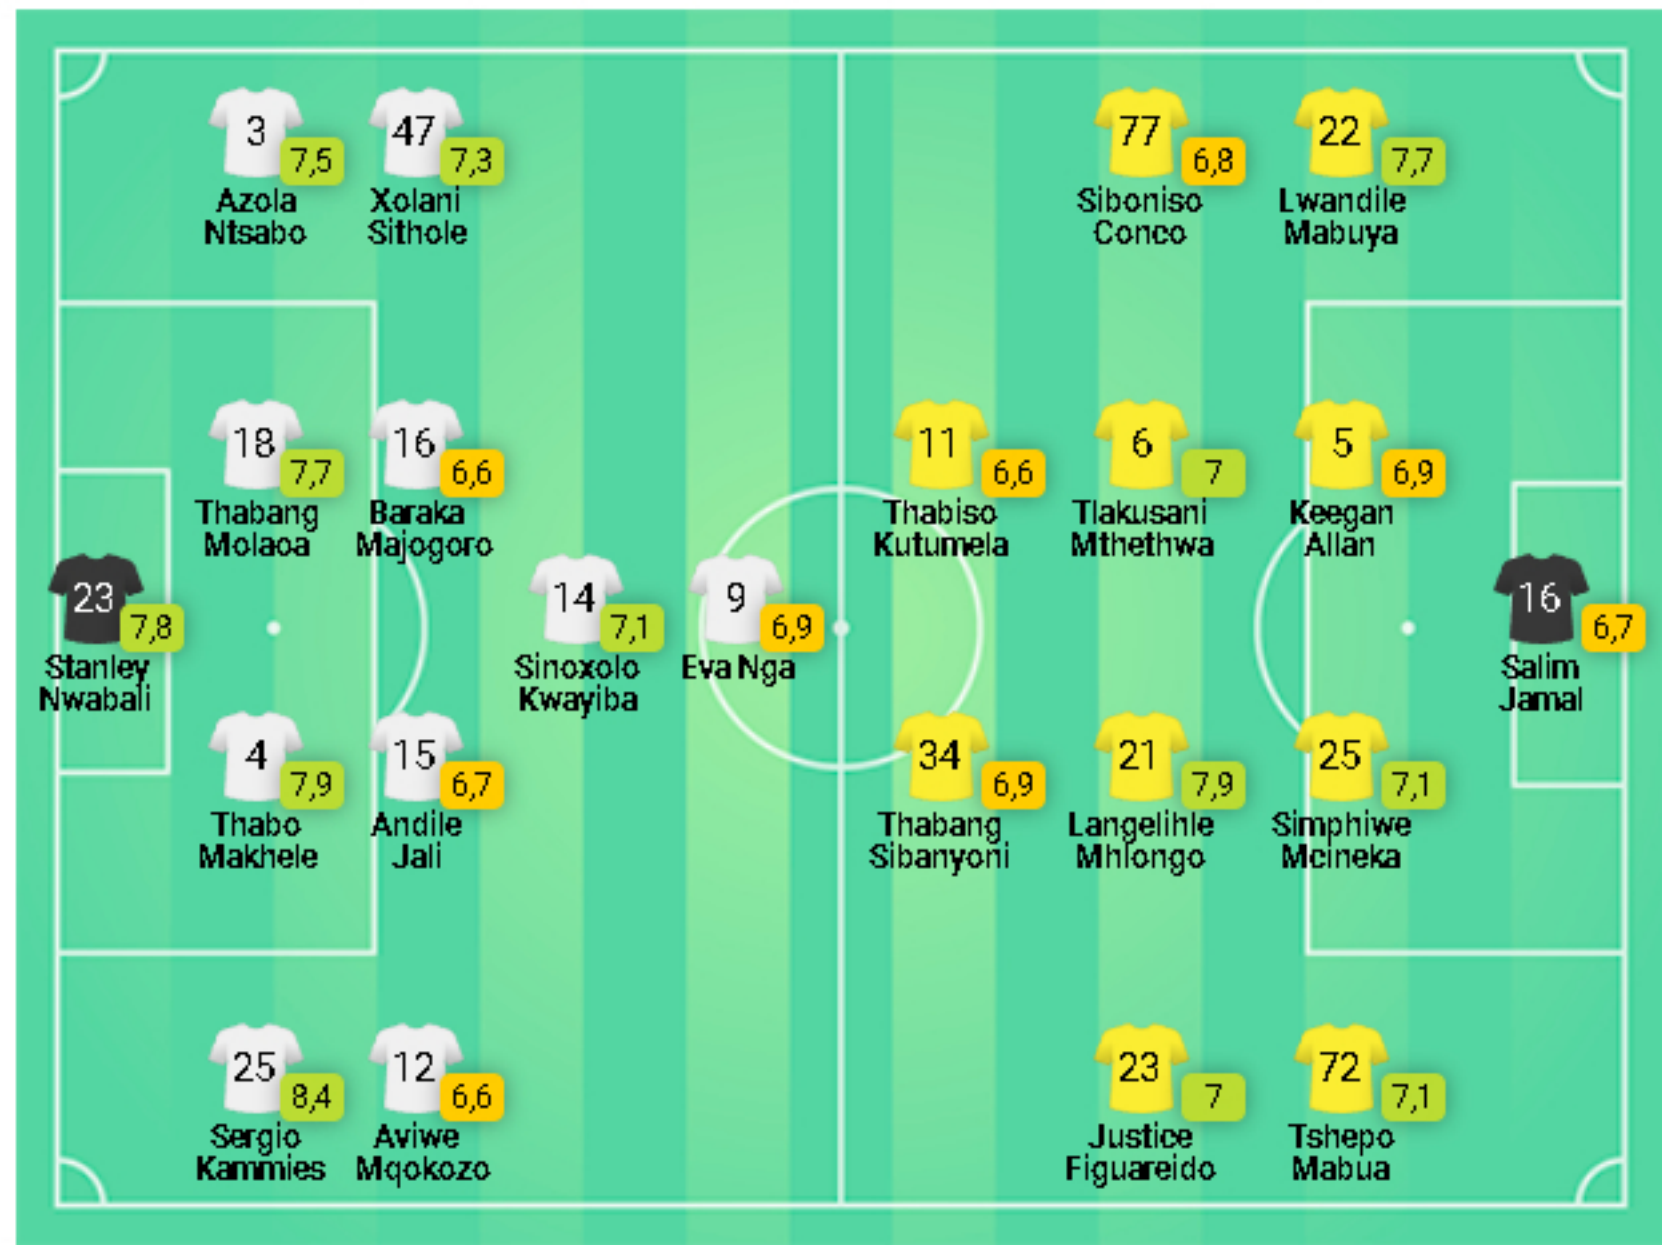 3
7,5
Azola
Ntsabo
47
7,3
Xolani
Sithole
77
6,8
Siboniso
Conco
22
7,7
Lwandile
Mabuya
18
7,7
Thabang
Molaoa
16
6,6
Baraka
Majogoro
11
6,6
Thabiso
Kutumela
6
7
Tlakusani
Mthethwa
5
6,9
Keegan
Allan
23
7,8
Stanley
Nwabali
14
7,1
Sinoxolo
Kwayiba
9
6,9
Eva Nga
16
6,7
Salim
Jamal
4
7,9
Thabo
Makhele
15
6,7
Andile
Jali
34
6,9
Thabang
Sibanyoni
21
7,9
Langelihle
Mhlongo
25
7,1
Simphiwe
Mcineka
25
8,4
Sergio
Kammies
12
6,6
Aviwe
Mqokozo
23
7
Justice
Figuareido
72
7,1
Tshepo
Mabua